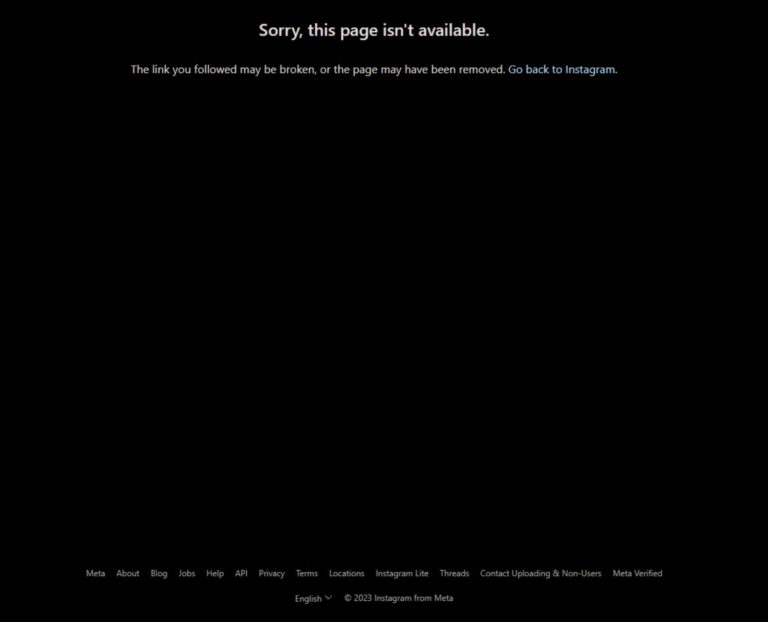 Sorry, this page isn't available.
The link you followed may be broken, or the page may have been removed. Go back to Instagram.
Meta About Blog Jobs Help API Privacy Terms Locations Instagram Lite Threads Contact Uploading & Non-Users Meta Verified
English © 2023 Instagram from Meta